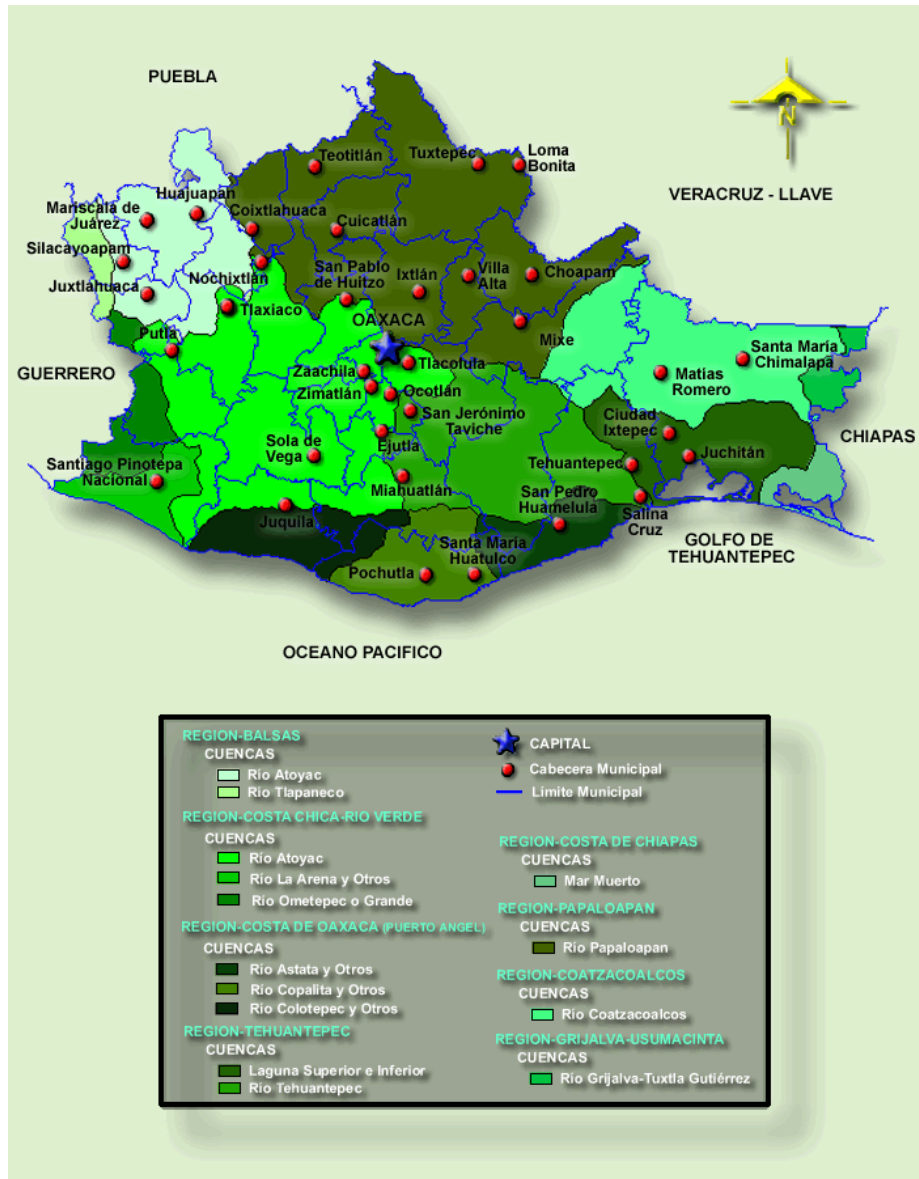 PUEBLA
Teotitlán
Tuxtepec
Loma
Bonita
N
VERACRUZ - LLAVE
Huajuapan
Mariscala de
Juárez
Coixtlahuaca
Cuicatlán
Silacayoapam
Nochixtlán
San Pablo
de Huitzo
Ixtlán
Villa
Alta
Choapam
Juxtlahuaca
Tlaxiaco
OAXACA
Putla
Mixe
Santa María
Chimalapa
GUERRERO
Zaachila
Tlacolula
Zimatlán
Ocotlán
Matías
Romero
San Jerónimo
Taviche
Ciudad
Ixtepec
CHIAPAS
Sola de
Vega
Ejutla
Juchitán
Santiago Pinotepa
Nacional
Tehuantepec
Miahuatlán
San Pedro
Huamelula
Juquila
Salina
Cruz
GOLFO DE
TEHUANTEPEC
Santa María
Huatulco
Pochutla
OCEANO PACIFICO
REGION-BALSAS
CUENCAS
Río Atoyac
Río Tlapaneco
REGION-COSTA CHICA-RIO VERDE
CUENCAS
Río Atoyac
Río La Arena y Otros
Río Ometepec o Grande
REGION-COSTA DE OAXACA (PUERTO ANGEL)
CUENCAS
Río Astata y Otros
Río Copalita y Otros
Río Colotepec y Otros
REGION-TEHUANTEPEC
CUENCAS
Laguna Superior e Inferior
Río Tehuantepec
CAPITAL
Cabecera Municipal
Límite Municipal
REGION-COSTA DE CHIAPAS
CUENCAS
Mar Muerto
REGION-PAPALOAPAN
CUENCAS
Río Papaloapan
REGION-COATZACOALCOS
CUENCAS
Río Coatzacoalcos
REGION-GRIJALVA-USUMACINTA
CUENCAS
Río Grijalva-Tuxtla Gutiérrez